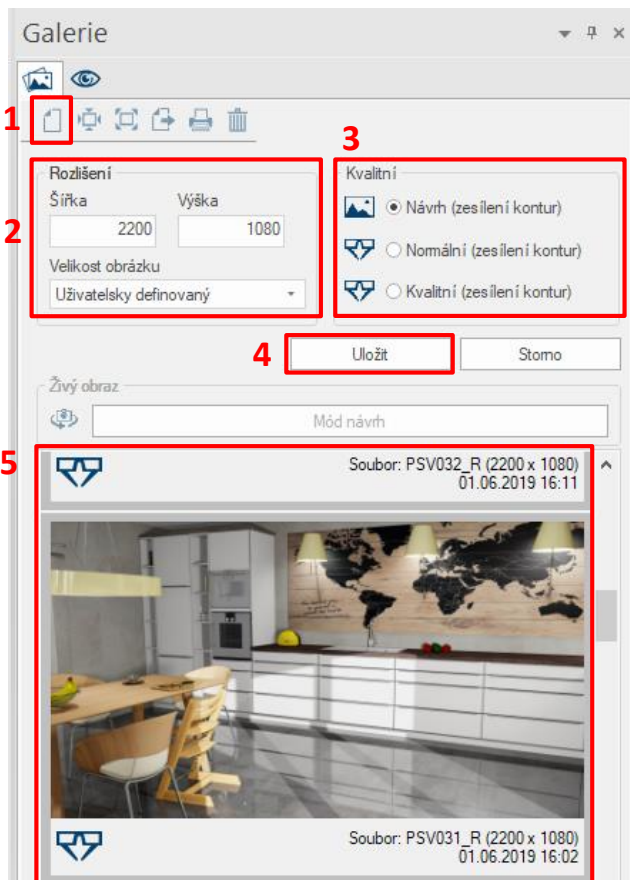 Galerie
1
3
Rozlišení
Kvalitní
Šířka Výška
Návrh (zesílení kontur)
2
2200 1080
Normální (zesílení kontur)
Velikost obrázku
Uživatelsky definovaný
Kvalitní (zesílení kontur)
4
Uložit Storno
Živý obraz
Mód návrh
5
Soubor: PSV032_R (2200 x 1080)
01.06.2019 16:11
Soubor: PSV031_R (2200 x 1080)
01.06.2019 16:02